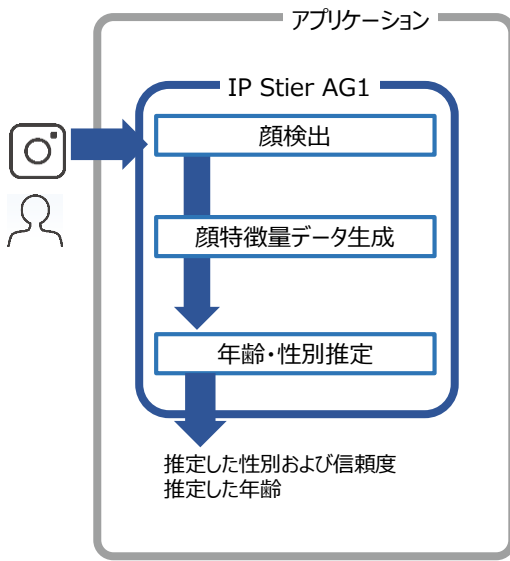 アプリケーション
IP Stier AG1
顔検出
顔特徴量データ生成
年齢・性別推定
推定した性別および信頼度
推定した年齢